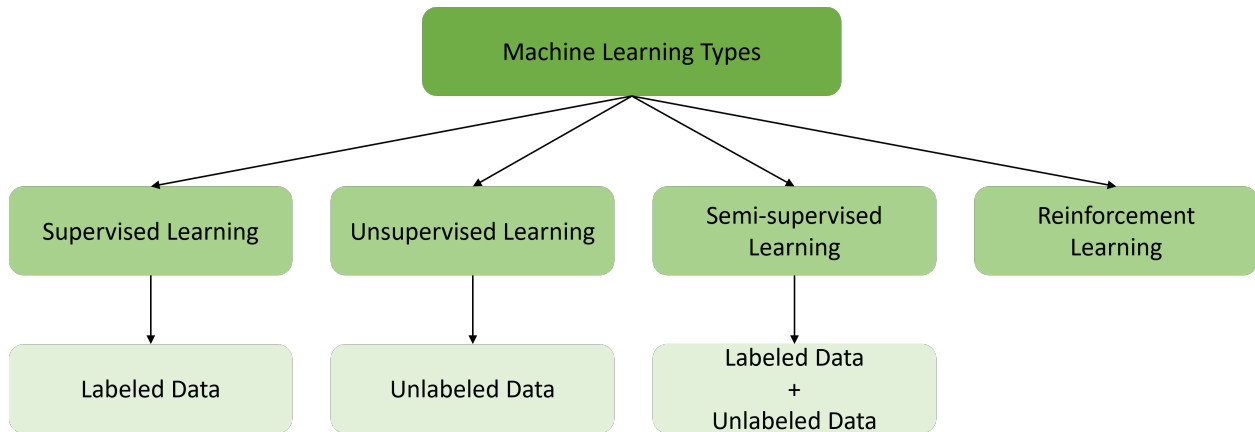 Machine Learning Types
Supervised Learning
Unsupervised Learning
Semi-supervised
Learning
Reinforcement
Learning
Labeled Data
Unlabeled Data
Labeled Data
+
Unlabeled Data